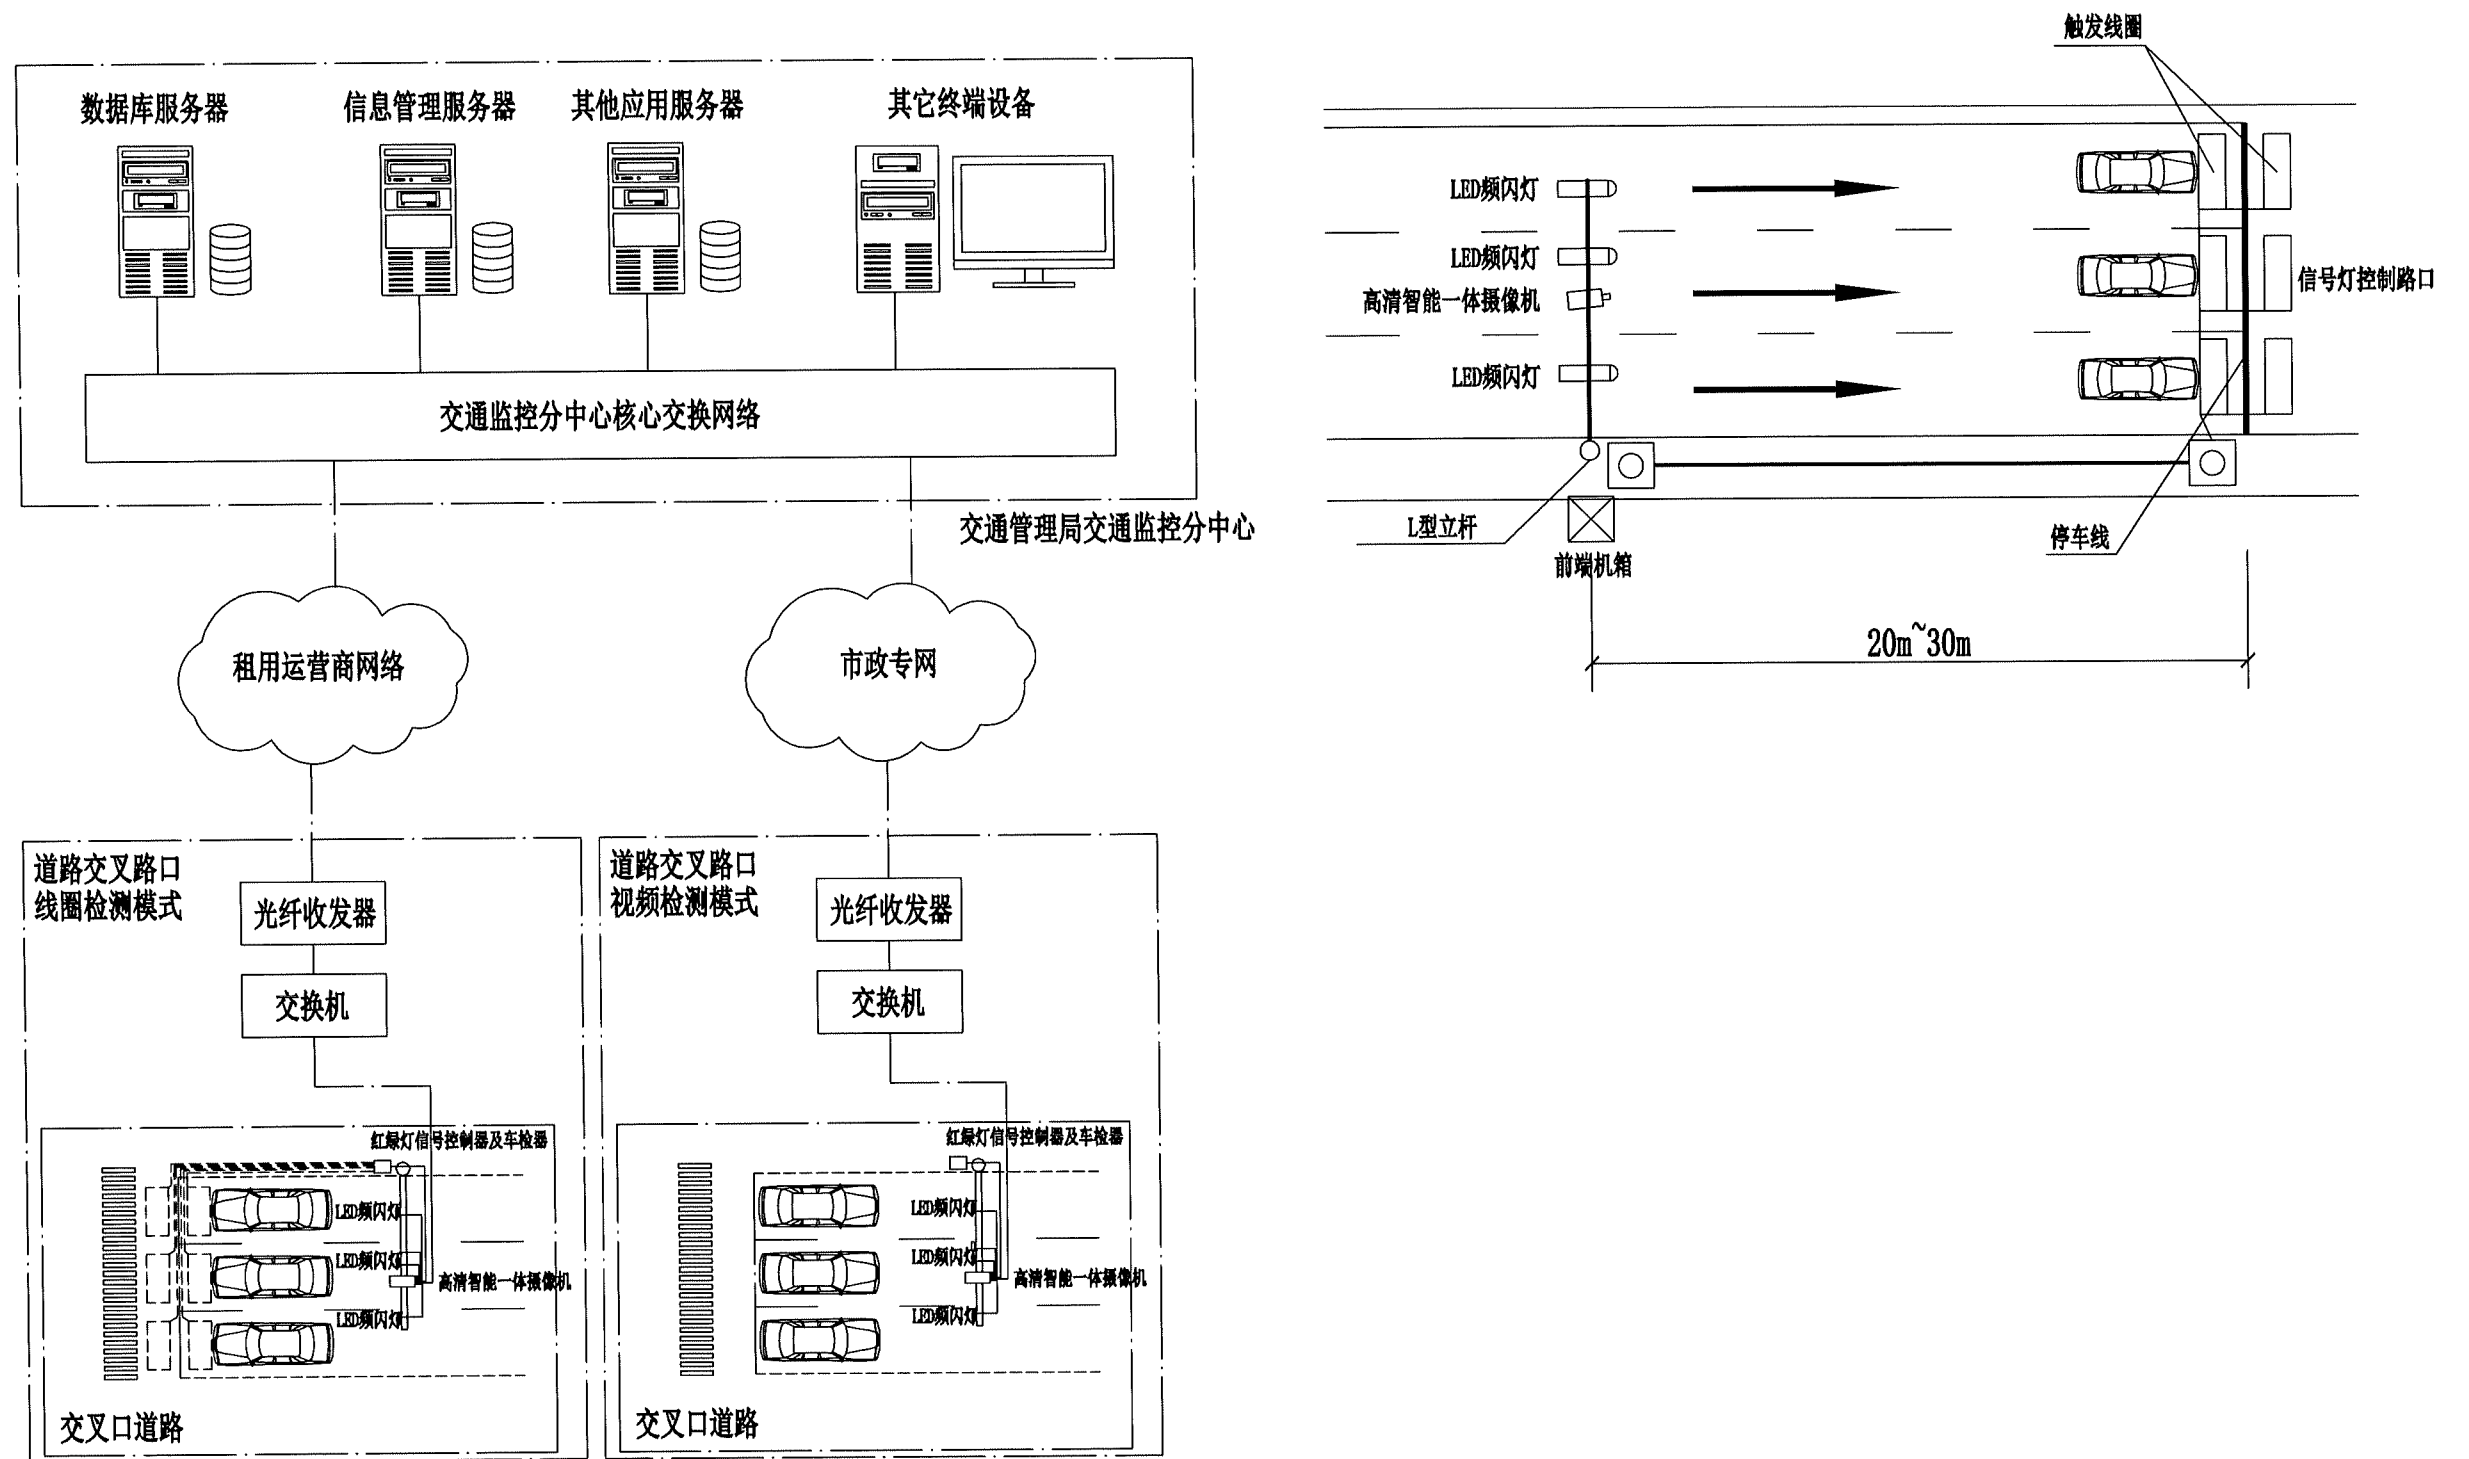 数据库服务器
信息管理服务器
其他应用服务器
其它终端设备
交通监控分中心核心交换网络
交通管理局交通监控分中心
租用运营商网络
市政专网
道路交叉路口
线圈检测模式
光纤收发器
交换机
红绿灯信号控制器及车检器
LED频闪灯
LED频闪灯
高清智能一体摄像机
LED频闪灯
交叉口道路
道路交叉路口
视频检测模式
光纤收发器
交换机
红绿灯信号控制器及车检器
LED频闪灯
LED频闪灯
高清智能一体摄像机
LED频闪灯
交叉口道路
触发线圈
LED频闪灯
LED频闪灯
高清智能一体摄像机
LED频闪灯
信号灯控制路口
L型立杆
前端机箱
停车线
20m~30m